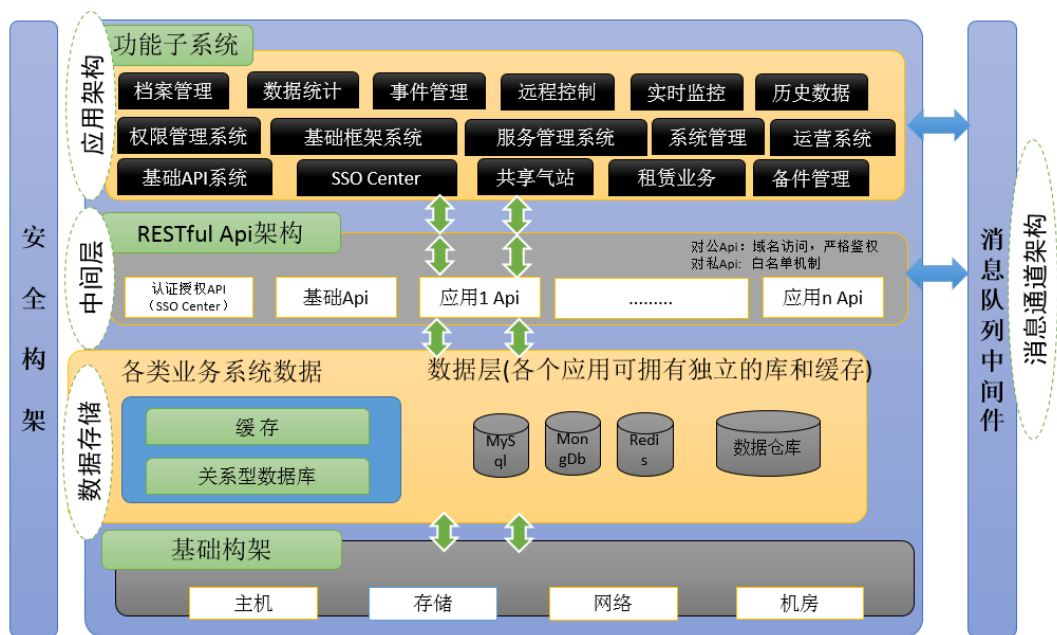 安全构架
应用架构
功能子系统
档案管理
数据统计
事件管理
远程控制
实时监控
历史数据
权限管理系统
基础框架系统
服务管理系统
系统管理
运营系统
基础API系统
SSO Center
共享气站
租赁业务
备件管理
中间层
RESTful Api架构
对公Api：域名访问，严格鉴权
对私Api：白名单机制
认证授权API
（SSO Center）
基础Api
应用1 Api
.........
应用n Api
数据存储
各类业务系统数据
数据层(各个应用可拥有独立的库和缓存)
缓 存
关系型数据库
MyS
ql
Mon
gDb
Redi
s
数据仓库
基础构架
主机
存储
网络
机房
消息队列中间件
消息通道架构